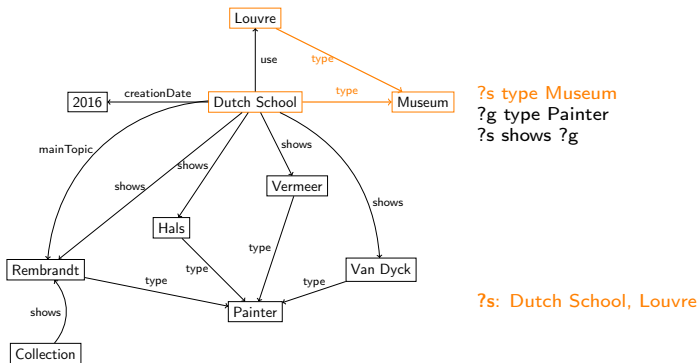 Louvre
use
type
2016
creationDate
Dutch School
type
Museum
?s type Museum
?g type Painter
?s shows ?g
mainTopic
shows
shows
shows
Vermeer
shows
Hals
type
Rembrandt
type
type
type
Van Dyck
Painter
?s: Dutch School, Louvre
shows
Collection